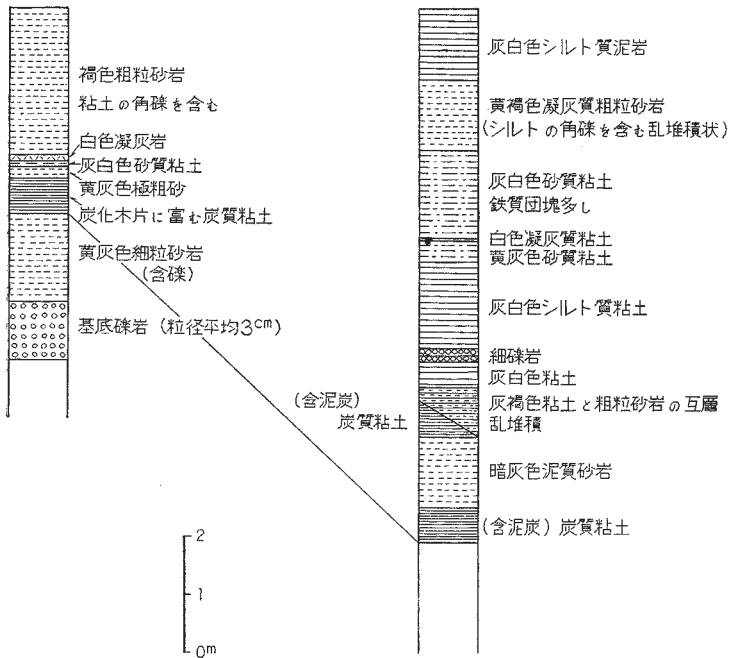 褐色粗粒砂岩
粘土の角礫を含む
白色凝灰岩
灰白色砂質粘土
黄灰色極粗砂
炭化木片に富む炭質粘土
黄灰色細粒砂岩
(含礫)
基底礫岩 (粒径平均3cm)
灰白色シルト質泥岩
黄褐色凝灰質粗粒砂岩
(シルトの角礫を含む乱堆積状)
灰白色砂質粘土
鉄質団塊多し
白色凝灰質粘土
黄灰色砂質粘土
灰白色シルト質粘土
細礫岩
灰白色粘土
灰褐色粘土と粗粒砂岩の互層
乱堆積
(含泥炭)
炭質粘土
暗灰色泥質砂岩
(含泥炭) 炭質粘土
2
1
0m